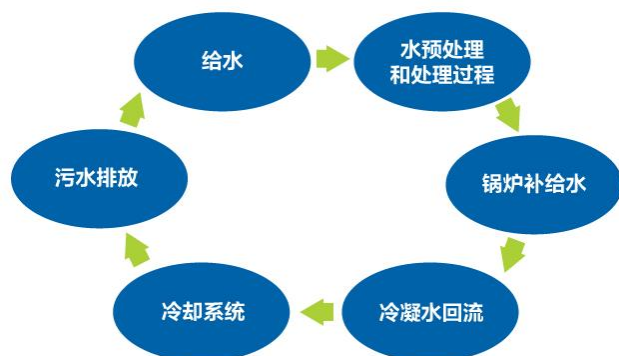 给水
水预处理
和处理过程
锅炉补给水
冷凝水回流
冷却系统
污水排放